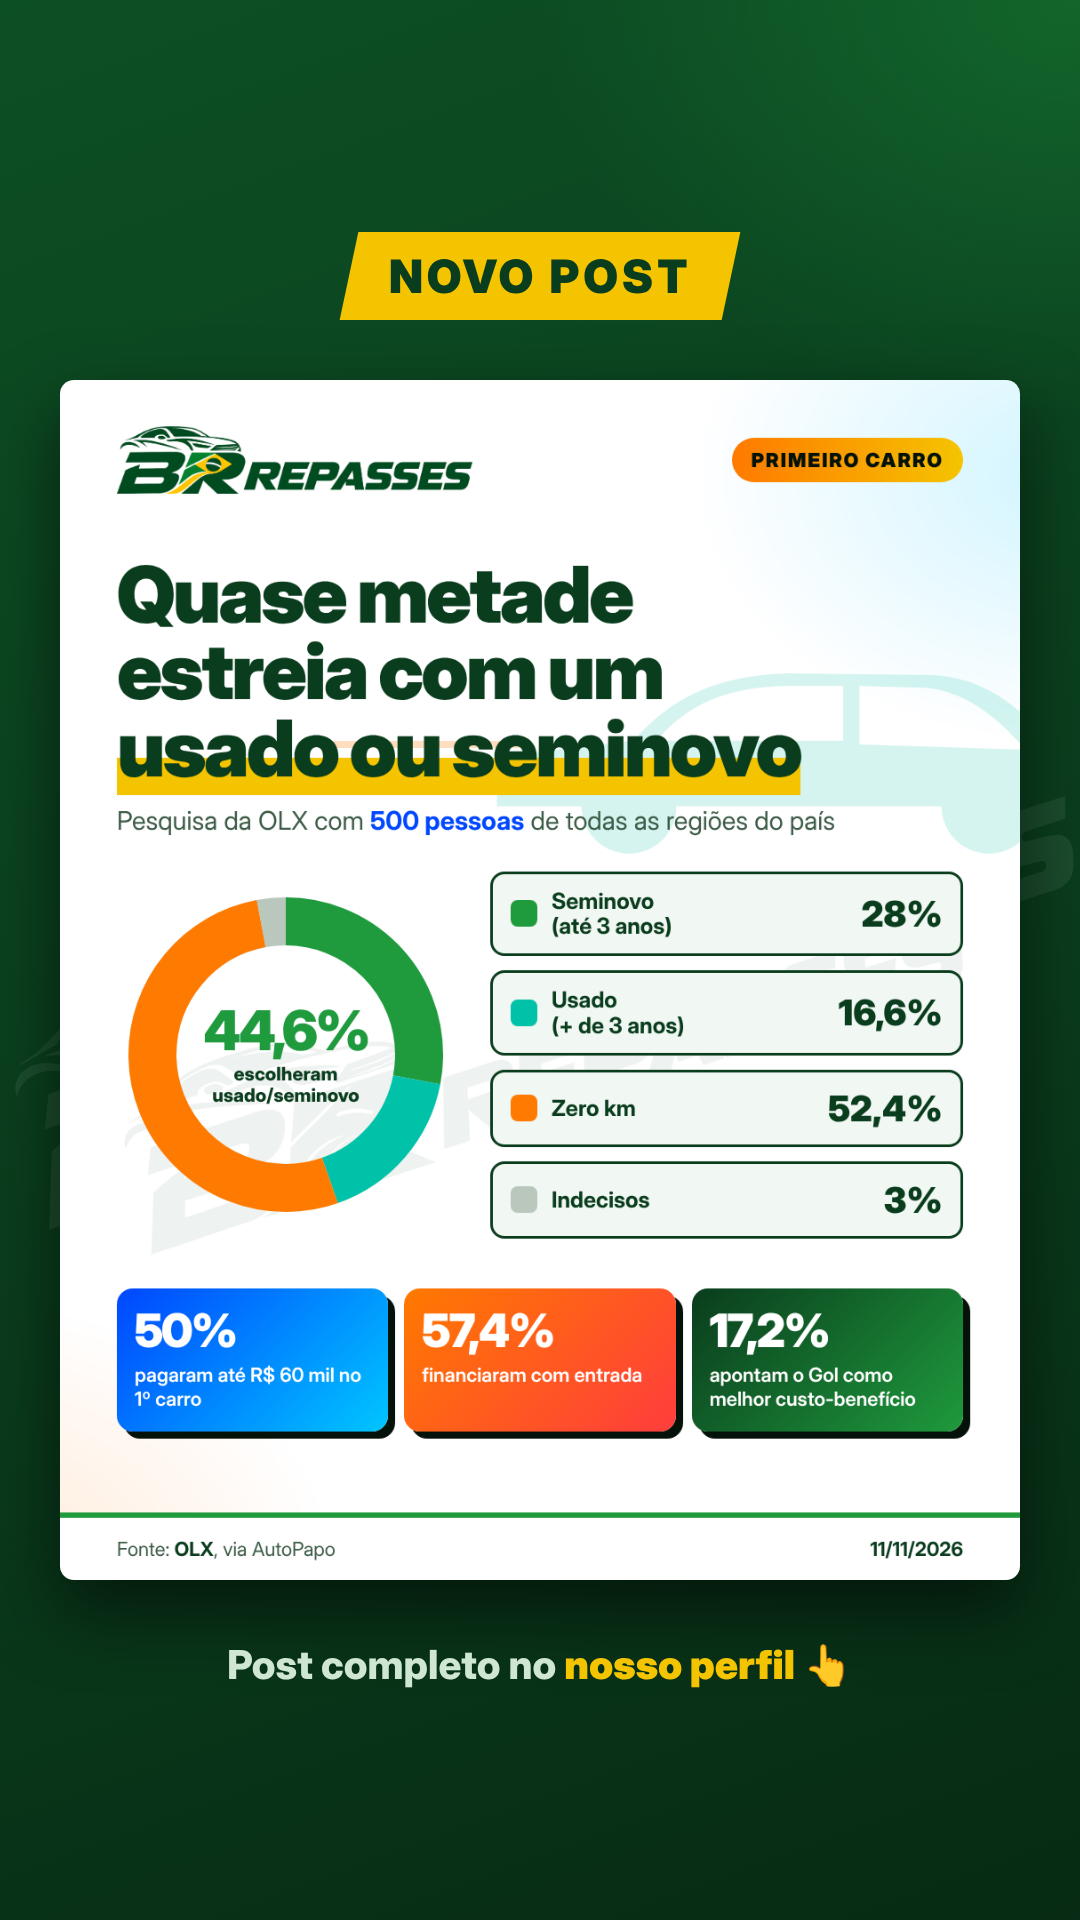 NOVO POST
BR REPASSES
PRIMEIRO CARRO
Quase metade
estreia com um
usado ou seminovo
Pesquisa da OLX com 500 pessoas de todas as regiões do país
44,6%
escolheram
usado/seminovo
Seminovo
(até 3 anos)
28%
Usado
(+ de 3 anos)
16,6%
Zero km
52,4%
Indecisos
3%
50%
pagaram até R$ 60 mil no
1º carro
57,4%
financiaram com entrada
17,2%
apontam o Gol como
melhor custo-benefício
Fonte: OLX, via AutoPapo
11/11/2026
Post completo no nosso perfil 👆